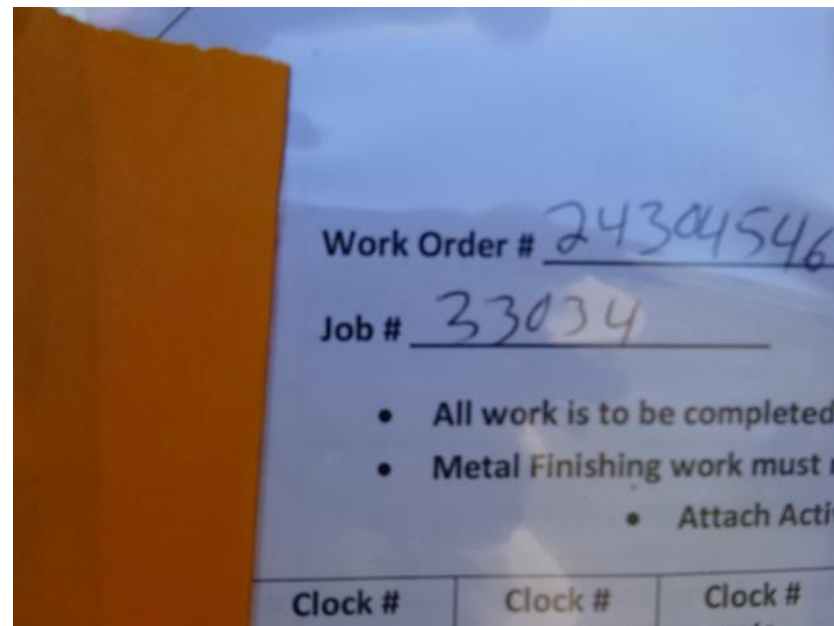 Work Order # 24304546
Job # 33034
• All work is to be completed
• Metal Finishing work must
• Attach Acti
Clock # Clock # Clock #